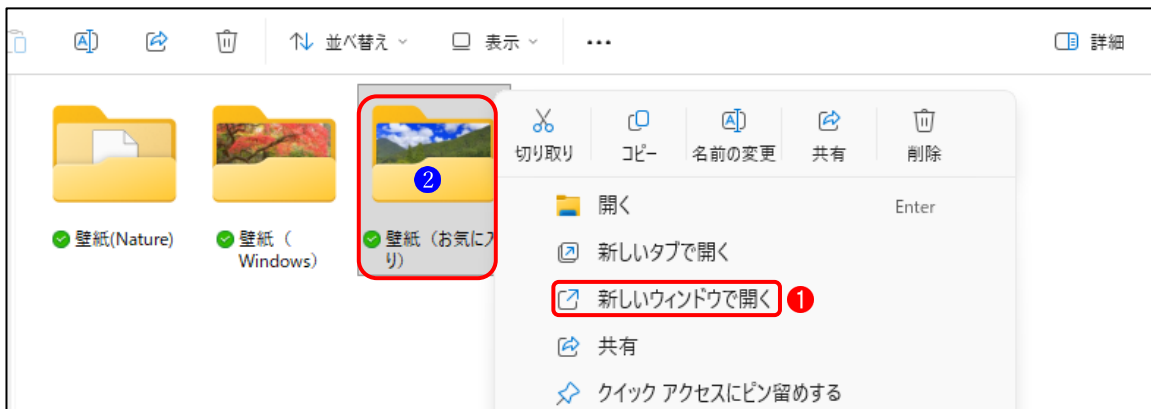 並べ替え
表示
...
詳細
切り取り
コピー
名前の変更
共有
削除
2
開く
Enter
壁紙(Nature)
壁紙（
Windows）
壁紙（お気に入
り）
新しいタブで開く
新しいウィンドウで開く
1
共有
クイック アクセスにピン留めする